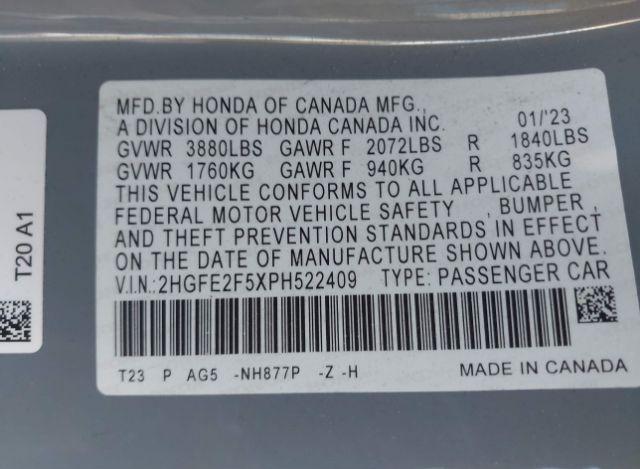 MFD.BY HONDA OF CANADA MFG.,
A DIVISION OF HONDA CANADA INC. 01/'23
GVWR 3880LBS GAWR F 2072LBS R 1840LBS
GVWR 1760KG GAWR F 940KG R 835KG
THIS VEHICLE CONFORMS TO ALL APPLICABLE
FEDERAL MOTOR VEHICLE SAFETY , BUMPER ,
AND THEFT PREVENTION STANDARDS IN EFFECT
ON THE DATE OF MANUFACTURE SHOWN ABOVE.
V.I.N.:2HGFE2F5XPH522409 TYPE: PASSENGER CAR
T23 P AG5 -NH877P -Z -H MADE IN CANADA
T20 A1